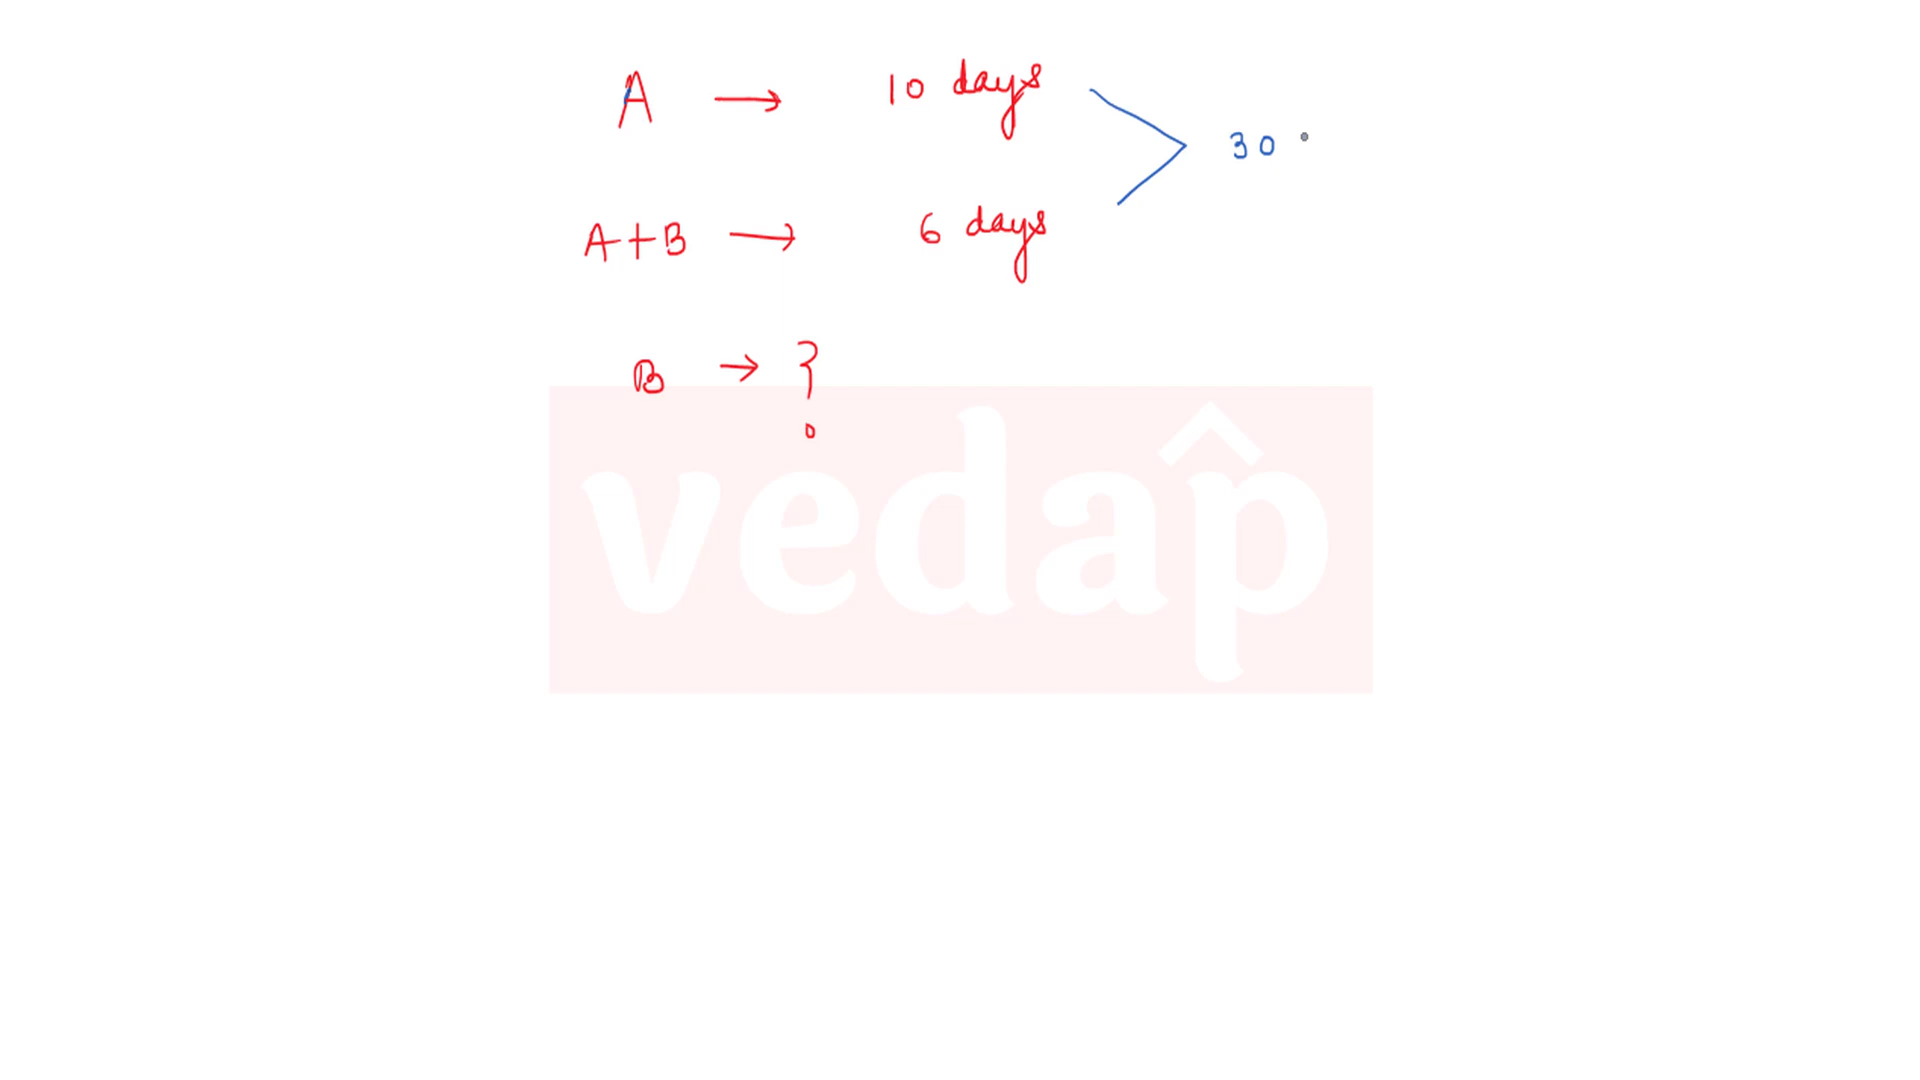 A → 10 days
30
A+B → 6 days
B → ?
vedap